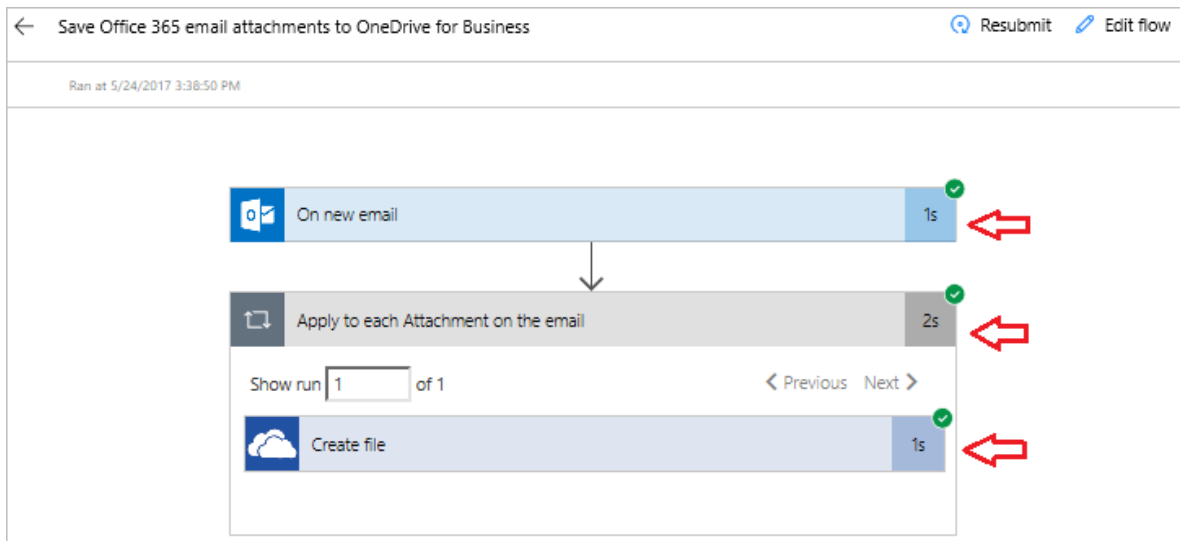 Save Office 365 email attachments to OneDrive for Business
Resubmit Edit flow
Ran at 5/24/2017 3:38:50 PM
On new email 1s
Apply to each Attachment on the email 2s
Show run 1 of 1 Previous Next
Create file 1s